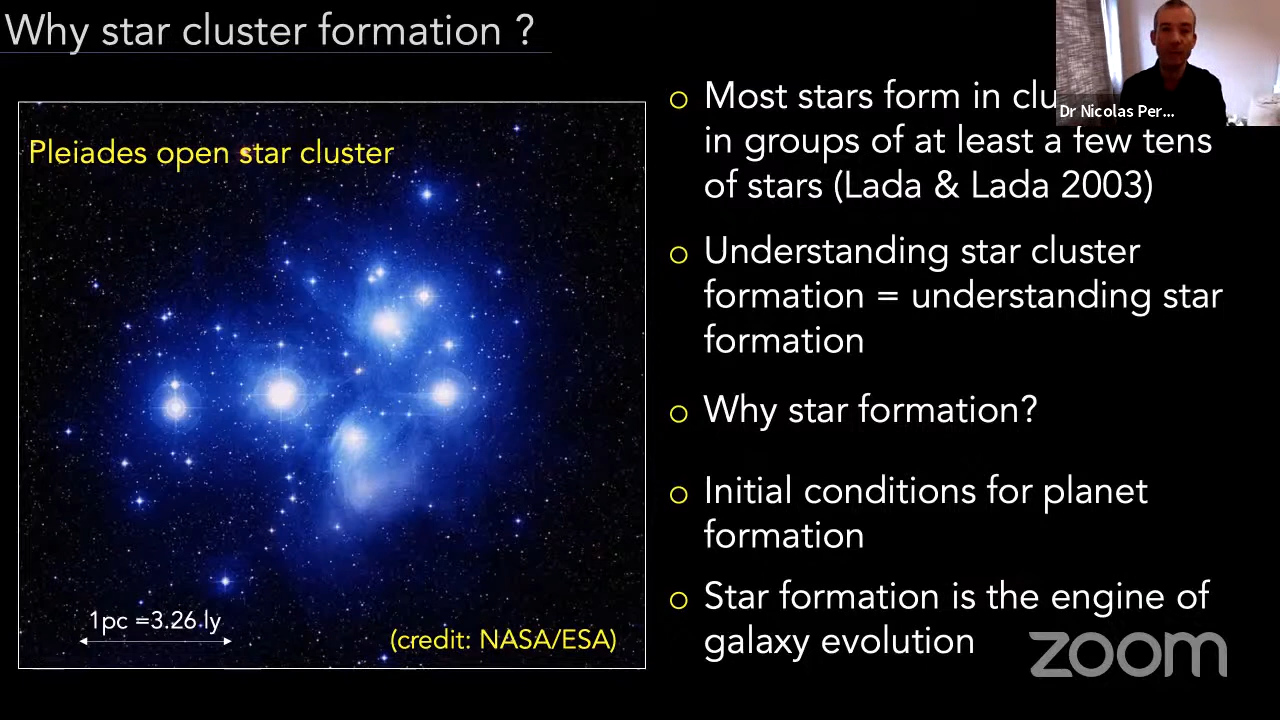 Why star cluster formation ?
Dr Nicolas Per...
Pleiades open star cluster
1pc =3.26 ly
(credit: NASA/ESA)
o Most stars form in
in groups of at least a few tens
of stars (Lada & Lada 2003)
o Understanding star cluster
formation = understanding star
formation
o Why star formation?
o Initial conditions for planet
formation
o Star formation is the engine of
galaxy evolution
zoom